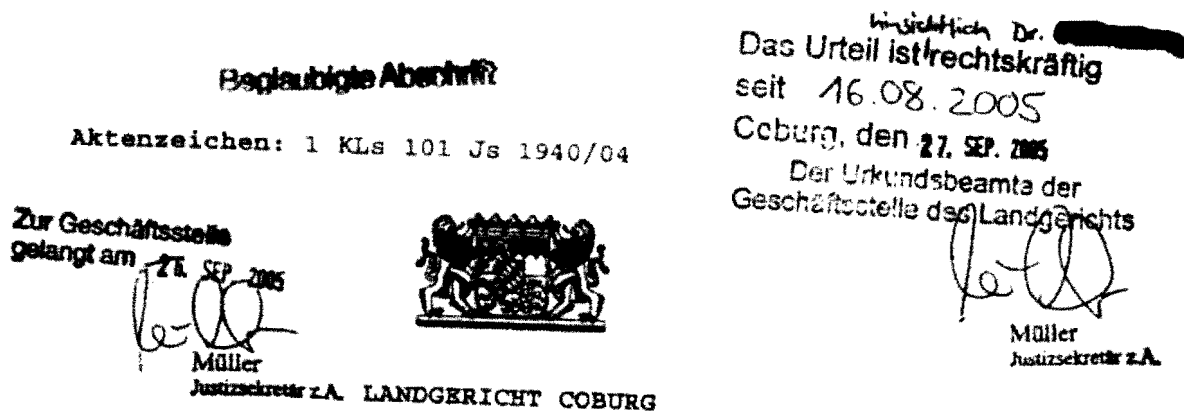 hinsichtlich Dr.
Das Urteil ist rechtskräftig
seit 16.08.2005
Coburg, den 27. SEP. 2005
Der Urkundsbeamte der
Geschäftsstelle des Landgerichts
Müller
Justizsekretär z.A.
Beglaubigte Abschrift
Aktenzeichen: 1 KLs 101 Js 1940/04
Zur Geschäftsstelle
gelangt am 26. SEP. 2005
Müller
Justizsekretär z.A.
LANDGERICHT COBURG